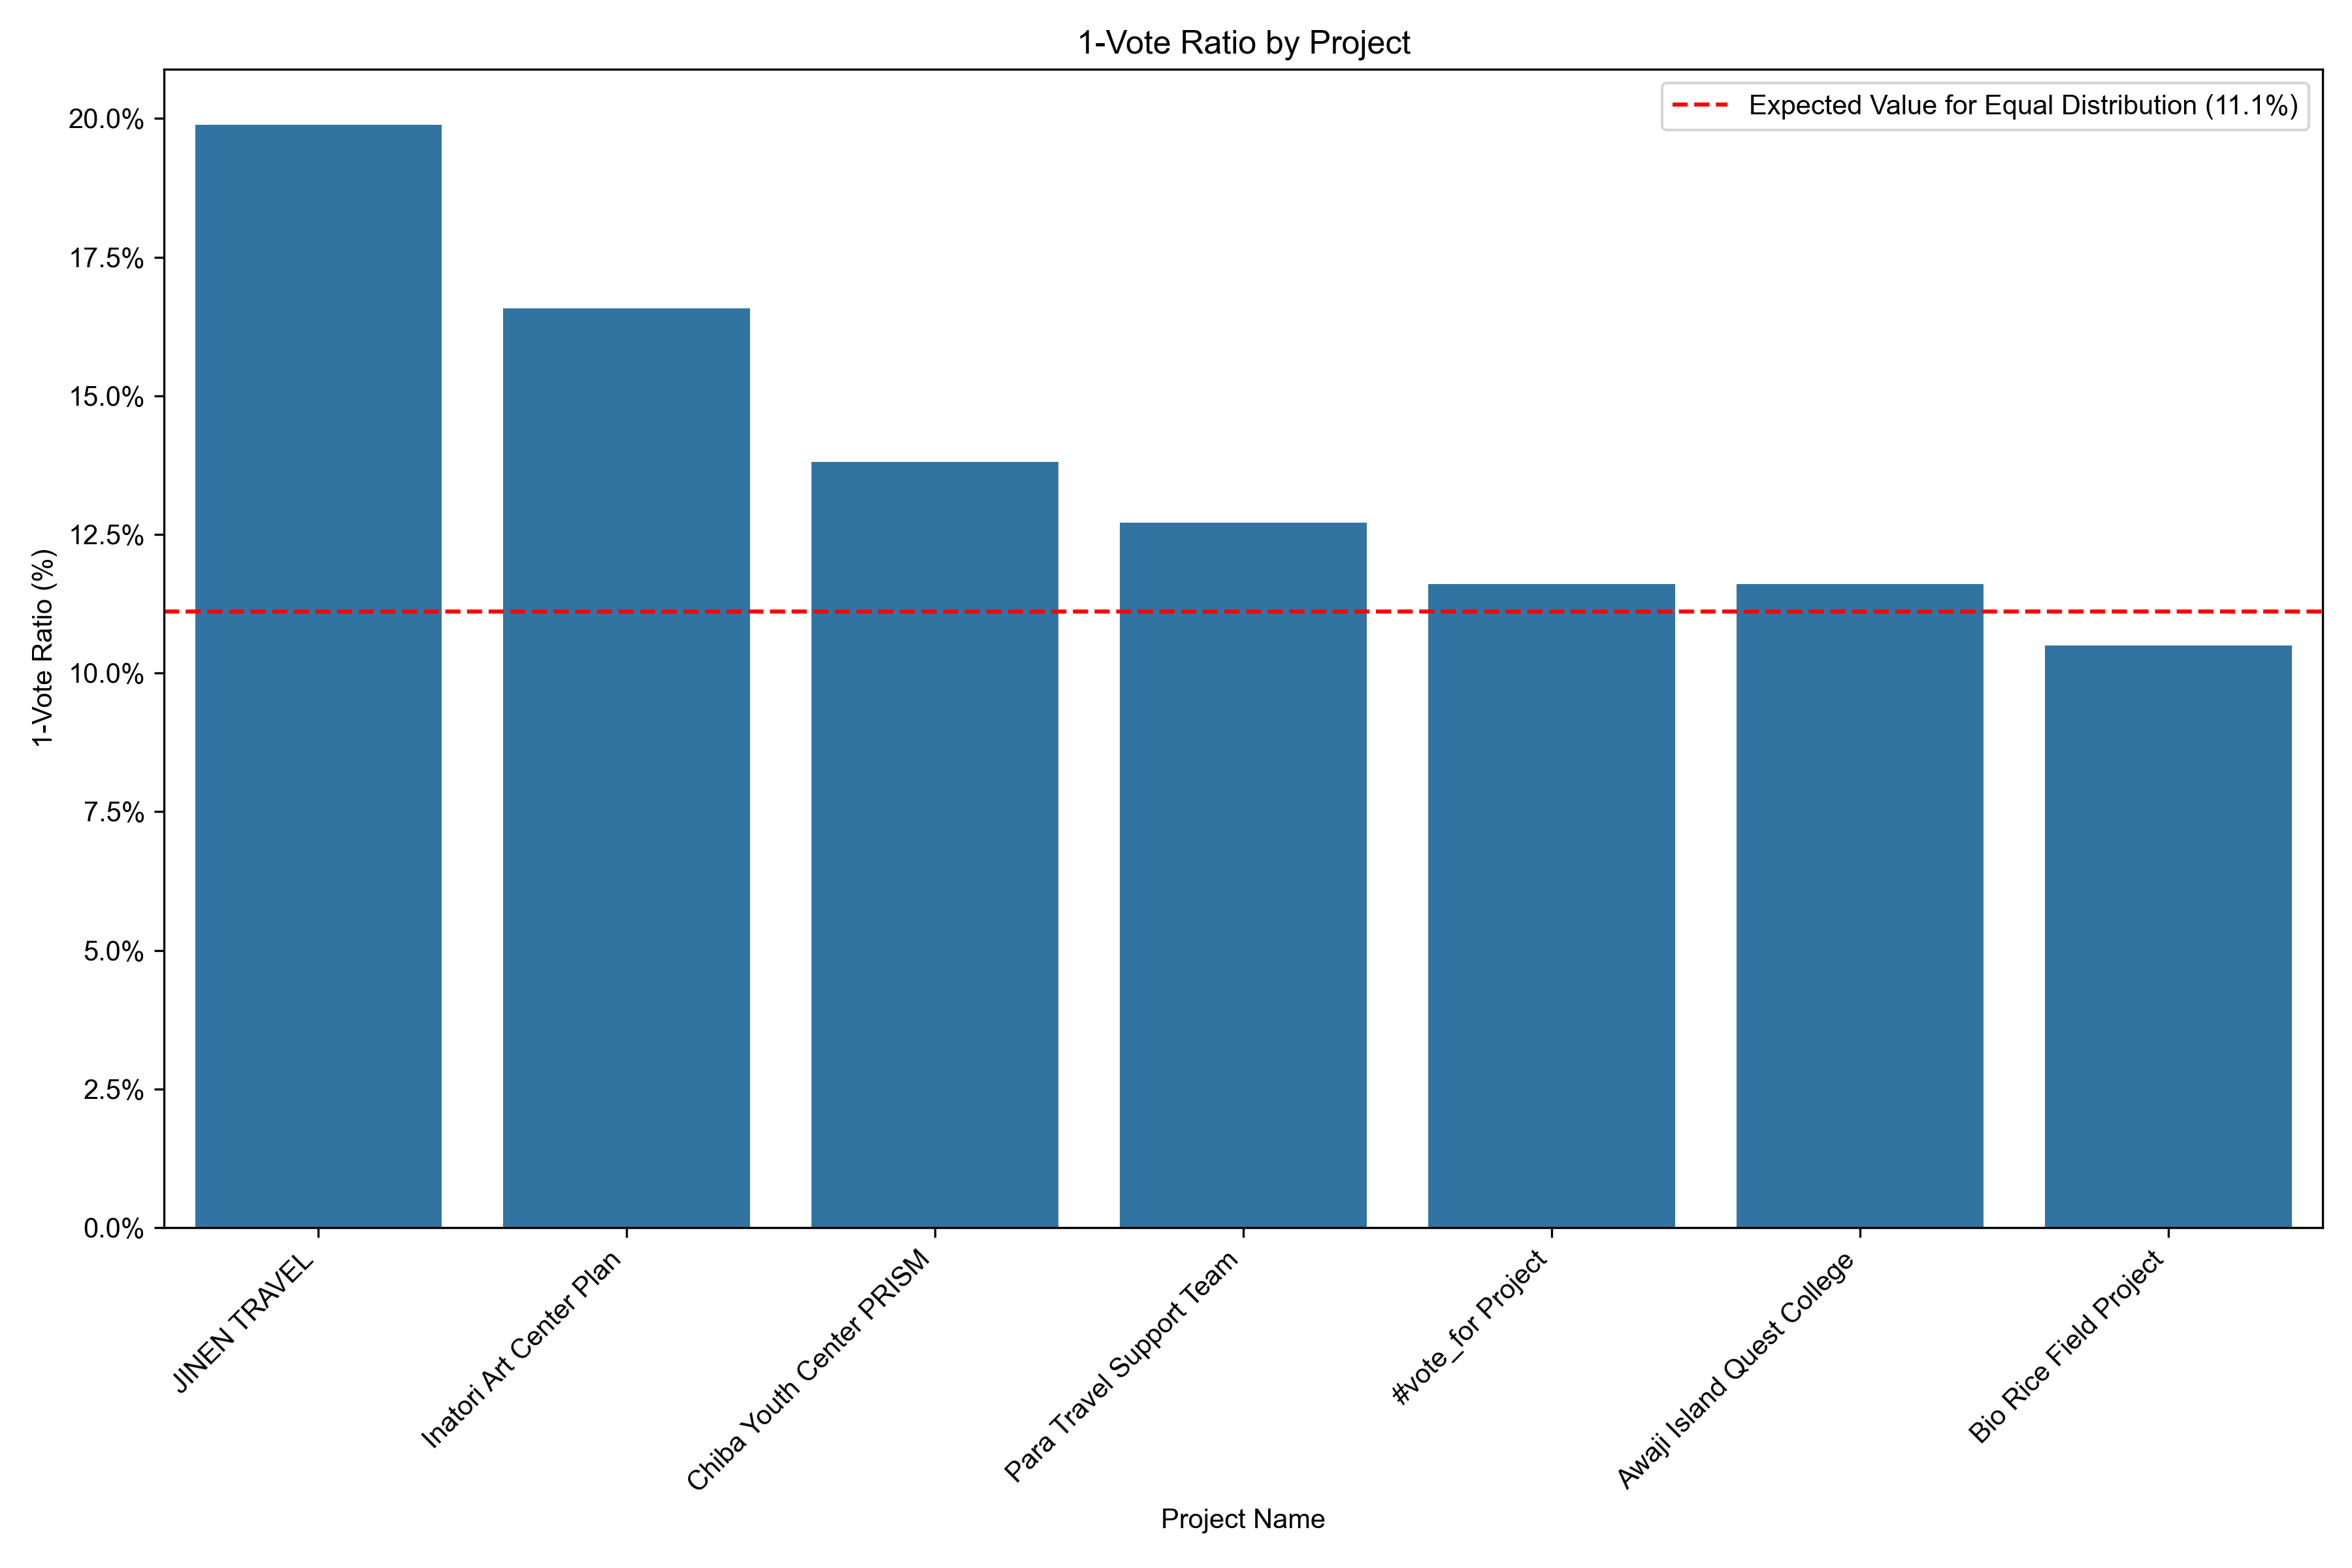 1-Vote Ratio by Project
Expected Value for Equal Distribution (11.1%)
1-Vote Ratio (%)
20.0%
17.5%
15.0%
12.5%
10.0%
7.5%
5.0%
2.5%
0.0%
JINEN TRAVEL
Inatori Art Center Plan
Chiba Youth Center PRISM
Para Travel Support Team
#vote_for Project
Awaji Island Quest College
Bio Rice Field Project
Project Name